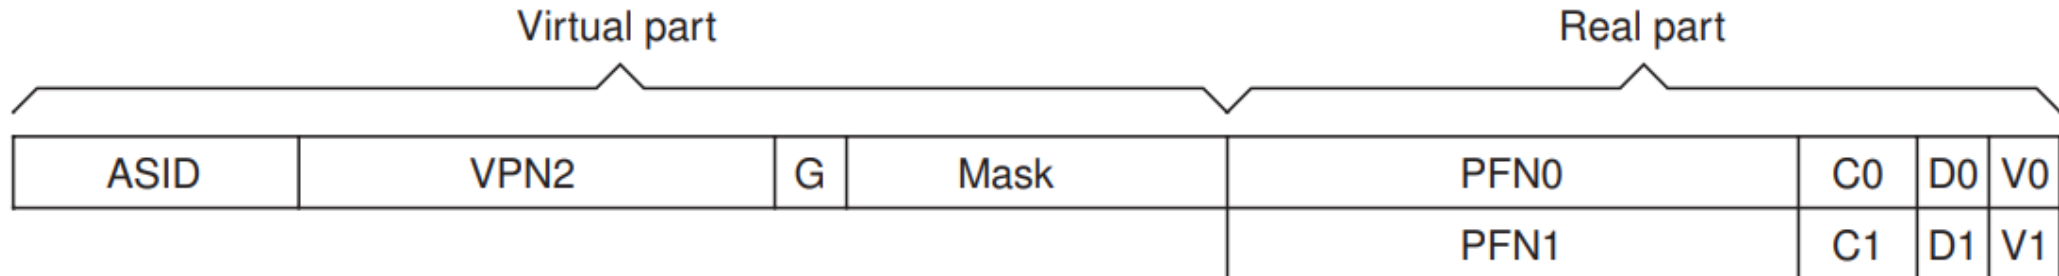 Virtual part Real part
ASID VPN2 G Mask PFN0 C0 D0 V0
PFN1 C1 D1 V1